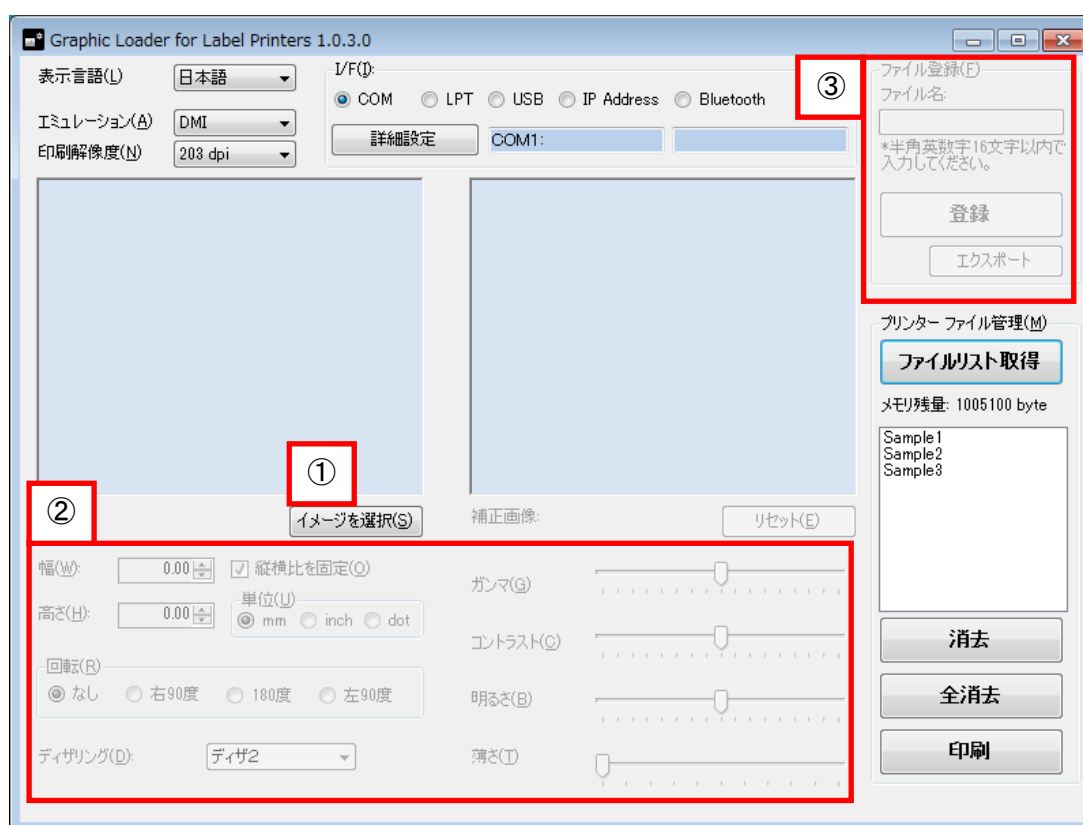 Graphic Loader for Label Printers 1.0.3.0
表示言語(L)
日本語
エミュレーション(A)
DMI
印刷解像度(N)
203 dpi
I/F(I):
COM
LPT
USB
IP Address
Bluetooth
詳細設定
COM1:
③
ファイル登録(F)
ファイル名:
*半角英数字16文字以内で
入力してください。
登録
エクスポート
①
イメージを選択(S)
補正画像:
リセット(E)
プリンター ファイル管理(M)
ファイルリスト取得
メモリ残量: 1005100 byte
Sample1
Sample2
Sample3
消去
全消去
印刷
②
幅(W):
0.00
縦横比を固定(O)
高さ(H):
0.00
単位(U)
mm
inch
dot
回転(R)
なし
右90度
180度
左90度
ディザリング(D):
ディザ2
ガンマ(G)
コントラスト(C)
明るさ(B)
薄さ(T)